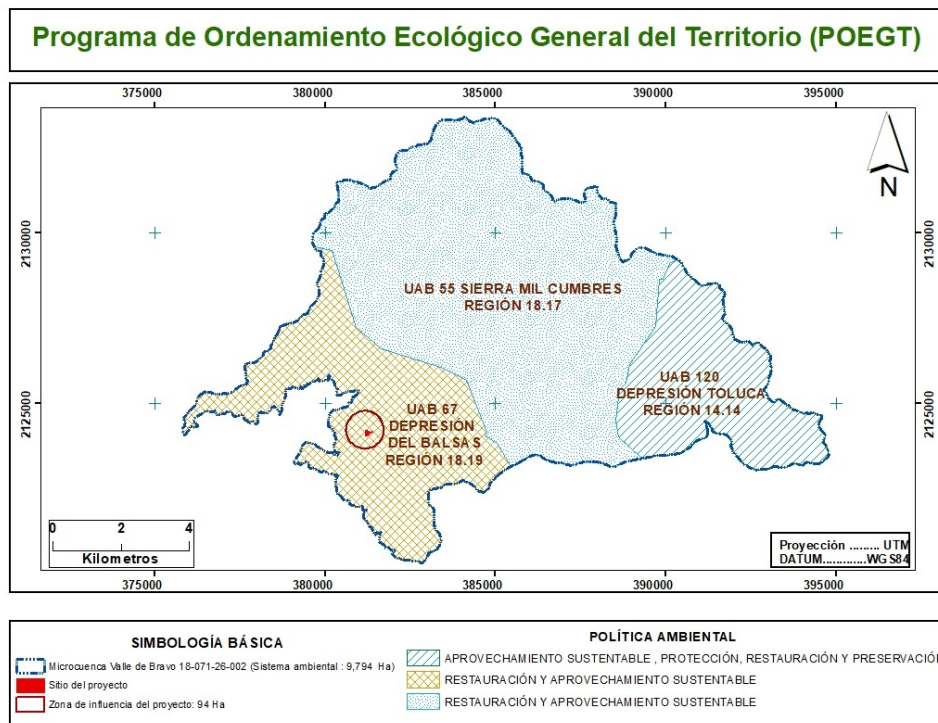 Programa de Ordenamiento Ecológico General del Territorio (POEGT)
375000 380000 385000 390000 395000
N
2130000 2130000
UAB 55 SIERRA MIL CUMBRES
REGIÓN 18.17
UAB 120
DEPRESIÓN TOLUCA
REGIÓN 14.14
2125000 2125000
UAB 67
DEPRESIÓN
DEL BALSAS
REGIÓN 18.19
0 2 4
Kilometros
Proyección ......... UTM
DATUM.............WGS84
375000 380000 385000 390000 395000
SIMBOLOGÍA BÁSICA
Microcuenca Valle de Bravo 18-071-26-002 (Sistema ambiental : 9,794 Ha)
Sitio del proyecto
Zona de influencia del proyecto: 94 Ha
POLÍTICA AMBIENTAL
APROVECHAMIENTO SUSTENTABLE , PROTECCIÓN, RESTAURACIÓN Y PRESERVACIÓN
RESTAURACIÓN Y APROVECHAMIENTO SUSTENTABLE
RESTAURACIÓN Y APROVECHAMIENTO SUSTENTABLE